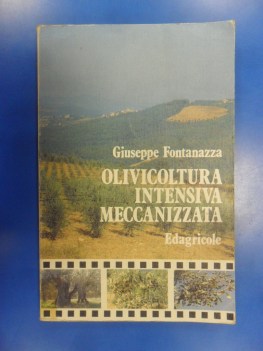 Giuseppe Fontanazza
OLIVICOLTURA
INTENSIVA
MECCANIZZATA
Edagricole